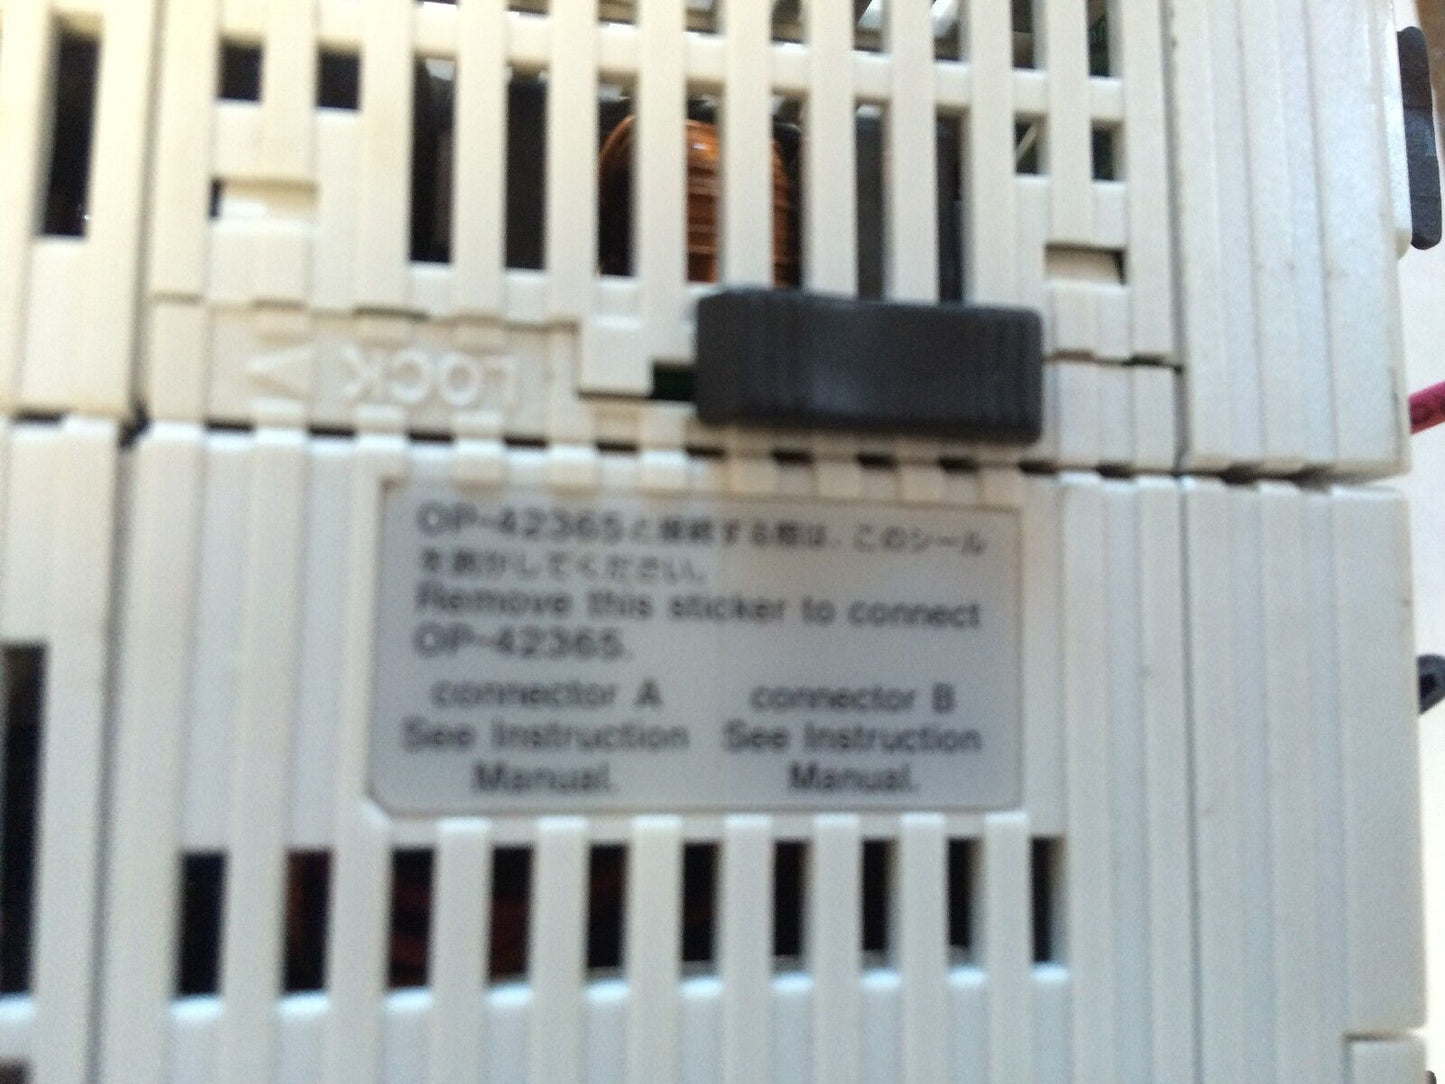 LOCK
OP-42365と接続する際は、このシール
を剥がしてください。
Remove this sticker to connect
OP-42365.
connector A
See Instruction
Manual.
connector B
See Instruction
Manual.